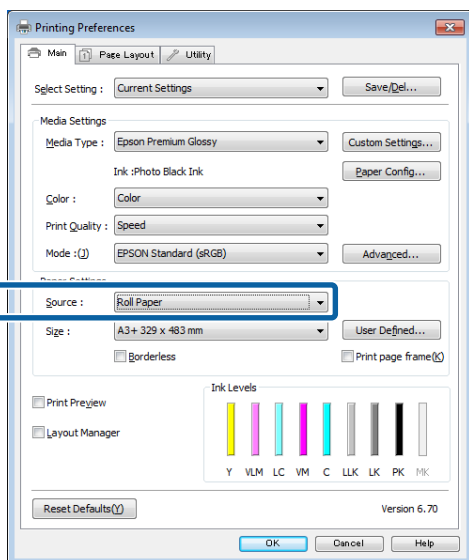 Printing Preferences
Main Page Layout Utility
Select Setting : Current Settings Save/Del...
Media Settings
Media Type : Epson Premium Glossy Custom Settings...
Ink :Photo Black Ink Paper Config...
Color : Color
Print Quality : Speed
Mode :(J) EPSON Standard (sRGB) Advanced...
Paper Settings
Source : Roll Paper
Size : A3+ 329 x 483 mm User Defined...
Borderless Print page frame(K)
Ink Levels
Print Preview
Layout Manager
Y VLM LC VM C LLK LK PK MK
Reset Defaults(Y) Version 6.70
OK Cancel Help